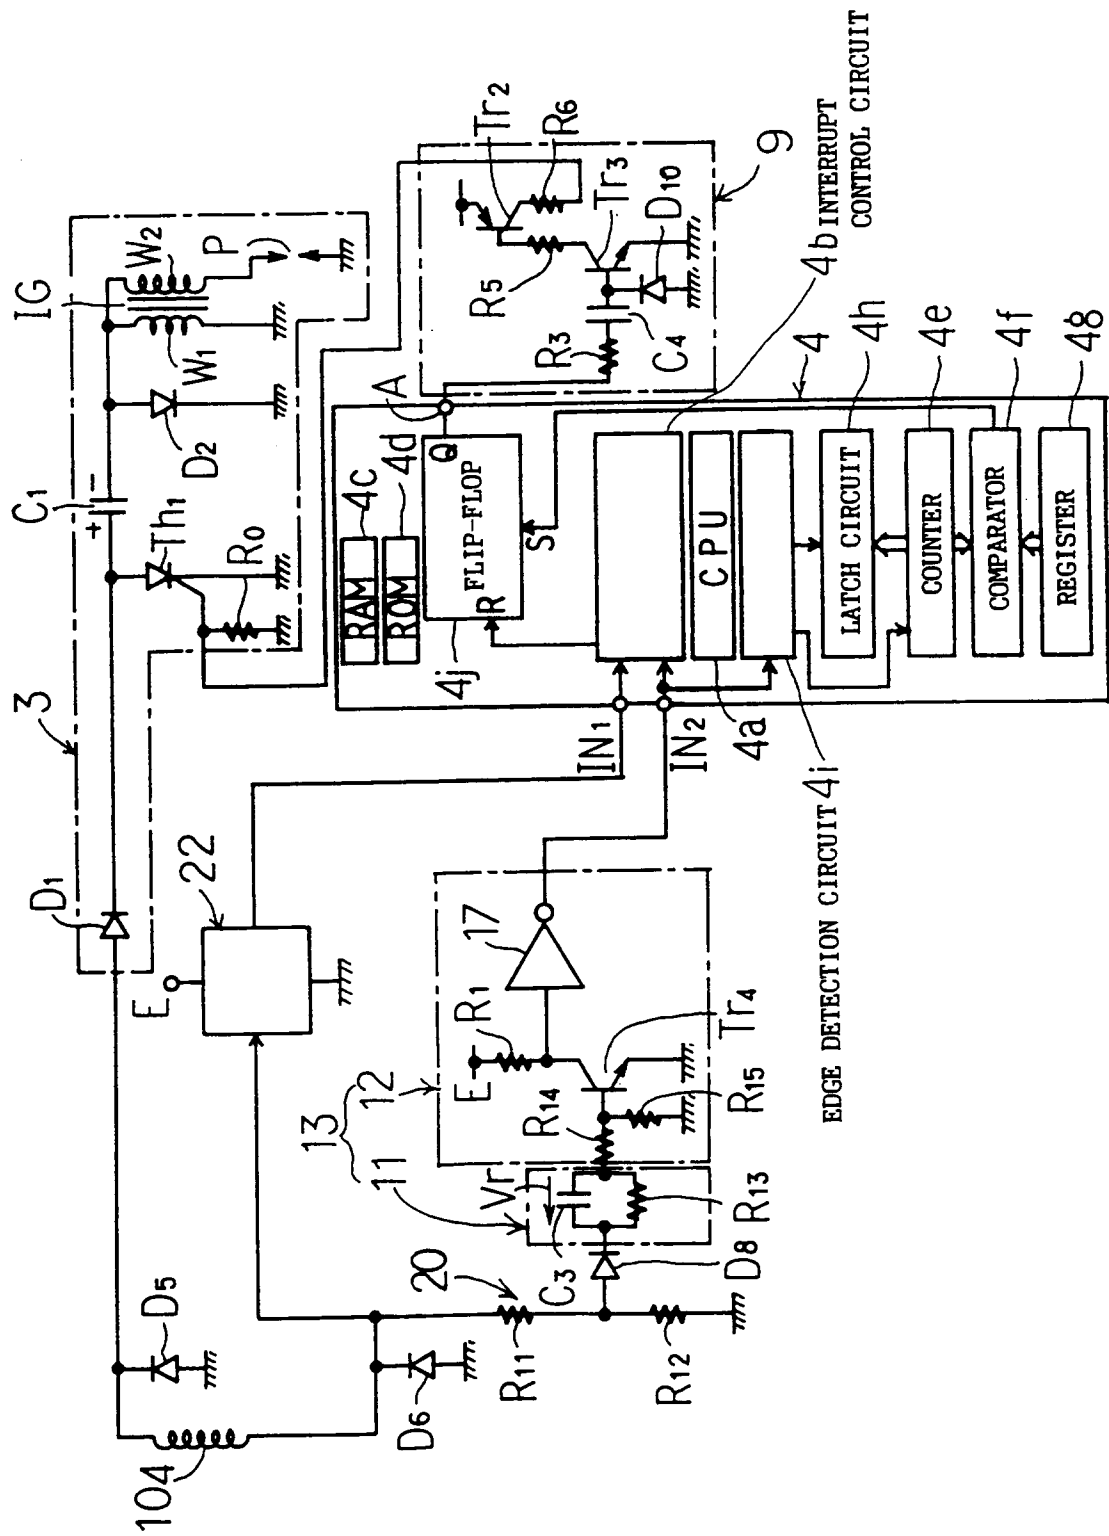 3
D1
C1
+
−
Th1
R0
D2
IG
W1
W2
P
E
22
104
D5
D6
20
R11
R12
D8
13
11
12
Vr
C3
R13
R14
R15
E
R1
Tr4
17
IN1
IN2
A
RAM
4c
ROM
4d
4j
FLIP-FLOP
Q
R
S
CPU
4a
LATCH CIRCUIT
4h
COUNTER
4e
COMPARATOR
4f
REGISTER
48
4
4b INTERRUPT
CONTROL CIRCUIT
EDGE DETECTION CIRCUIT 4i
9
R3
C4
R5
R6
Tr2
Tr3
D10